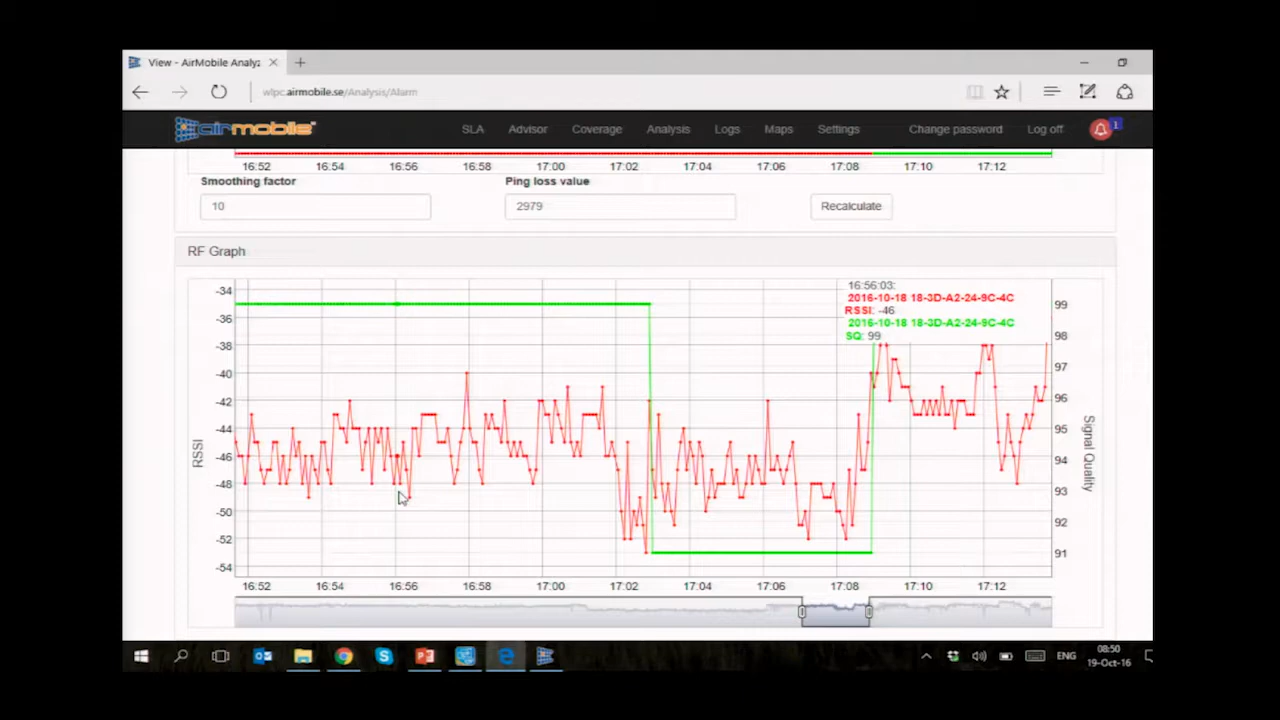 View - AirMobile Analyz
wlpc.airmobile.se/Analysis/Alarm
airmobile
SLA Advisor Coverage Analysis Logs Maps Settings Change password Log off 1
16:52 16:54 16:56 16:58 17:00 17:02 17:04 17:06 17:08 17:10 17:12
Smoothing factor Ping loss value
10 2979 Recalculate
RF Graph
16:56:03:
2016-10-18 18-3D-A2-24-9C-4C
RSSI: -46
2016-10-18 18-3D-A2-24-9C-4C
SQ: 99
-34
-36
-38
-40
-42
-44
-46
-48
-50
-52
-54
RSSI
99
98
97
96
95
94
93
92
91
Signal Quality
16:52 16:54 16:56 16:58 17:00 17:02 17:04 17:06 17:08 17:10 17:12
ENG 08:50
19-Oct-16